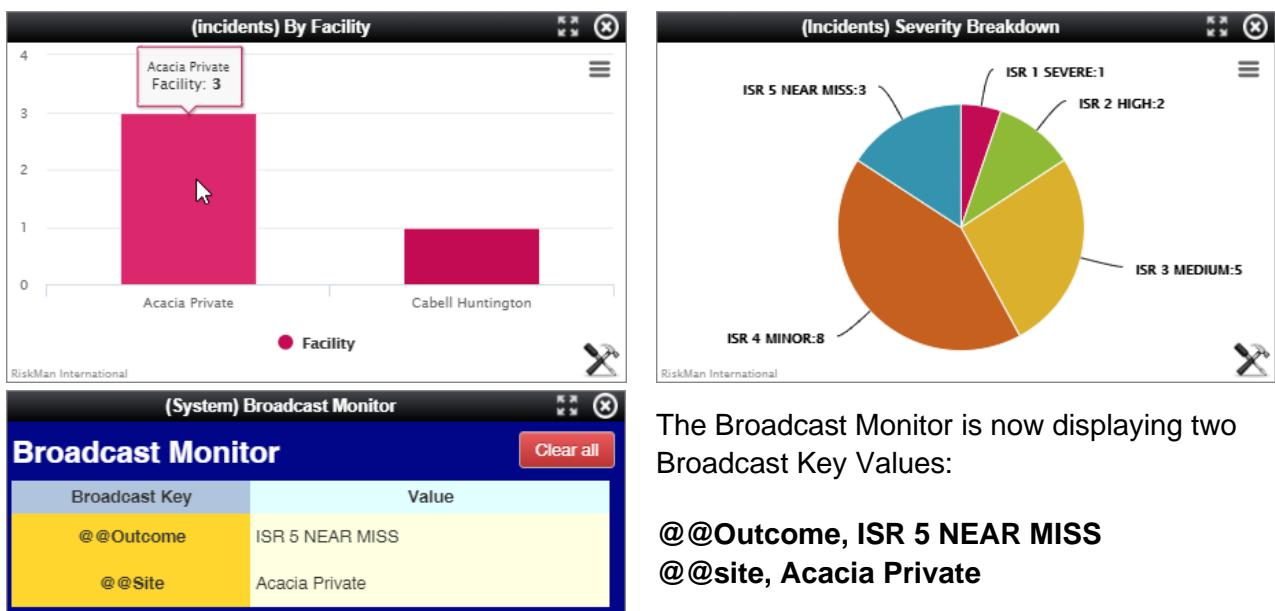 (incidents) By Facility
4
3
2
1
0
Acacia Private
Facility: 3
Acacia Private
Cabell Huntington
Facility
RiskMan International
(Incidents) Severity Breakdown
ISR 1 SEVERE:1
ISR 2 HIGH:2
ISR 3 MEDIUM:5
ISR 4 MINOR:8
ISR 5 NEAR MISS:3
RiskMan International
(System) Broadcast Monitor
Broadcast Monitor
Clear all
Broadcast Key Value
@@Outcome ISR 5 NEAR MISS
@@Site Acacia Private
The Broadcast Monitor is now displaying two
Broadcast Key Values:
@@Outcome, ISR 5 NEAR MISS
@@site, Acacia Private